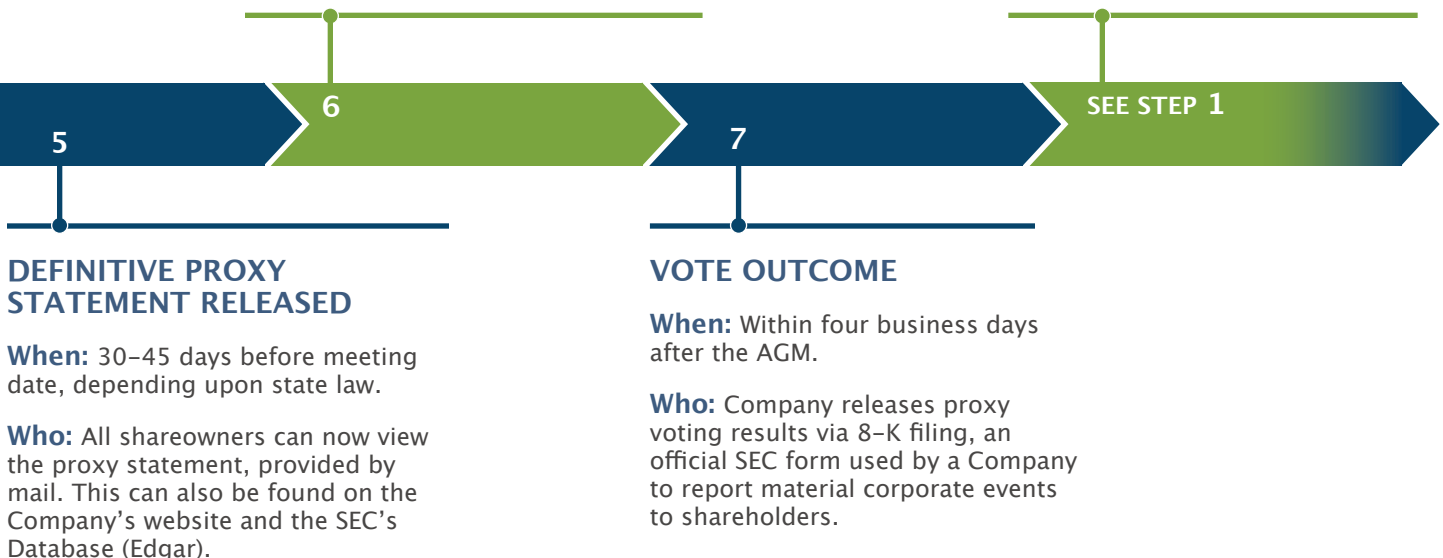 5
6
7
SEE STEP 1
DEFINITIVE PROXY
STATEMENT RELEASED
When: 30–45 days before meeting
date, depending upon state law.
Who: All shareowners can now view
the proxy statement, provided by
mail. This can also be found on the
Company’s website and the SEC’s
Database (Edgar).
VOTE OUTCOME
When: Within four business days
after the AGM.
Who: Company releases proxy
voting results via 8–K filing, an
official SEC form used by a Company
to report material corporate events
to shareholders.